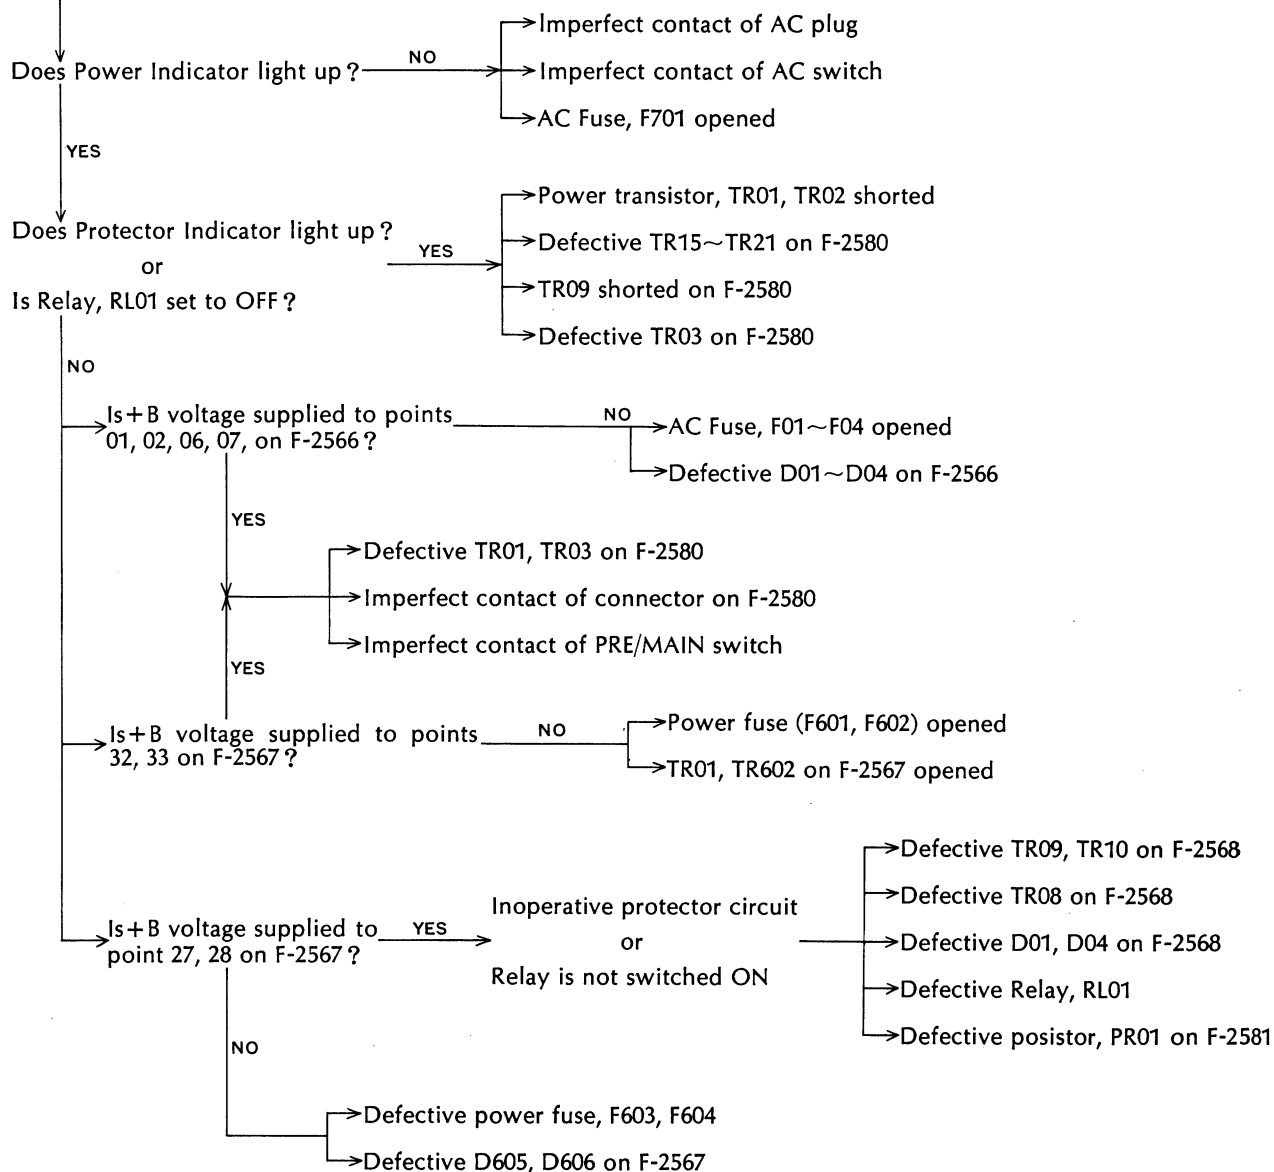 Imperfect contact of AC plug
Does Power Indicator light up?
NO
Imperfect contact of AC switch
AC Fuse, F701 opened
YES
Power transistor, TR01, TR02 shorted
Does Protector Indicator light up?
or
Is Relay, RL01 set to OFF?
YES
Defective TR15~TR21 on F-2580
TR09 shorted on F-2580
Defective TR03 on F-2580
NO
Is+B voltage supplied to points
01, 02, 06, 07, on F-2566?
NO
AC Fuse, F01~F04 opened
Defective D01~D04 on F-2566
YES
Defective TR01, TR03 on F-2580
Imperfect contact of connector on F-2580
Imperfect contact of PRE/MAIN switch
YES
Is+B voltage supplied to points
32, 33 on F-2567?
NO
Power fuse (F601, F602) opened
TR01, TR602 on F-2567 opened
Is+B voltage supplied to
point 27, 28 on F-2567?
YES
Inoperative protector circuit
or
Relay is not switched ON
Defective TR09, TR10 on F-2568
Defective TR08 on F-2568
Defective D01, D04 on F-2568
Defective Relay, RL01
Defective posistor, PR01 on F-2581
NO
Defective power fuse, F603, F604
Defective D605, D606 on F-2567